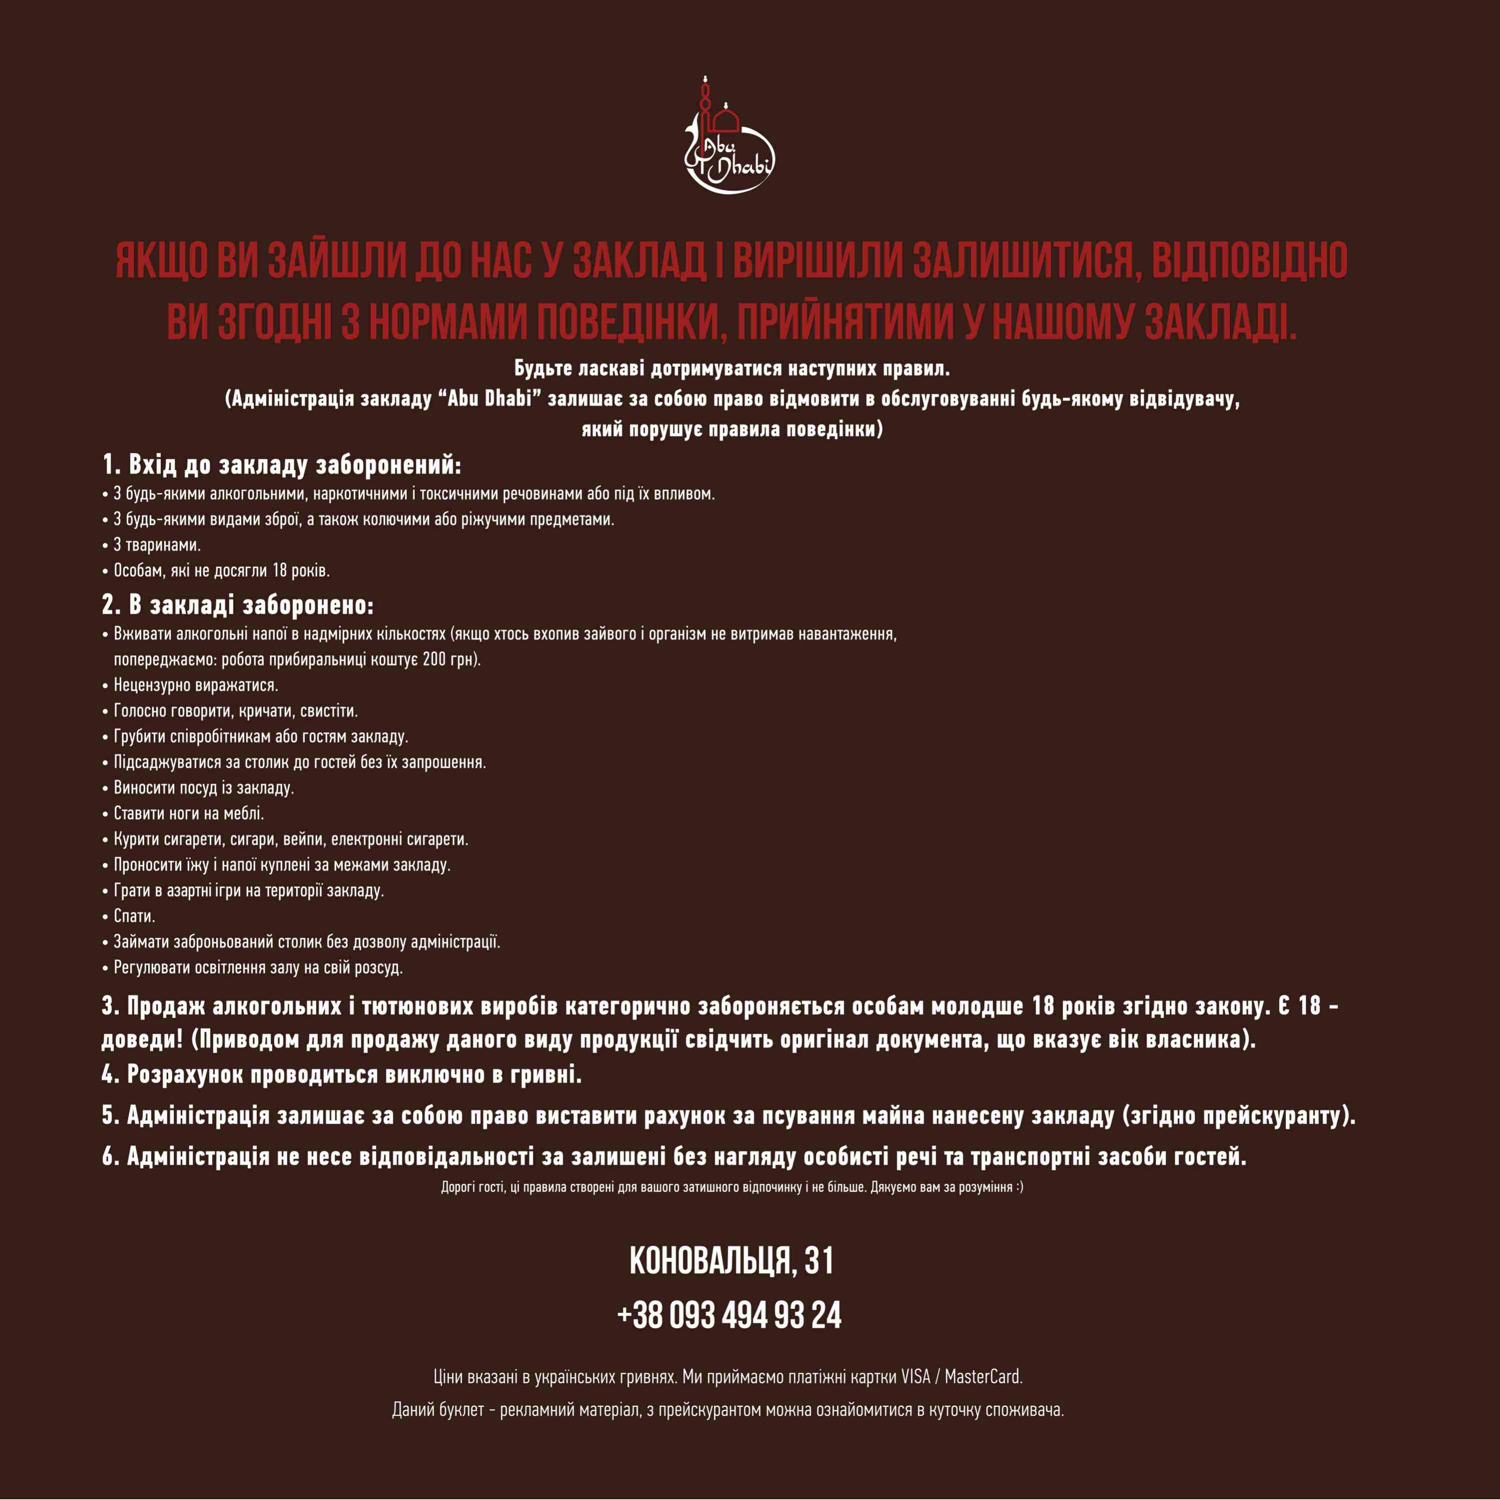 Abu
Dhabi
ЯКЩО ВИ ЗАЙШЛИ ДО НАС У ЗАКЛАД І ВИРІШИЛИ ЗАЛИШИТИСЯ, ВІДПОВІДНО
ВИ ЗГОДНІ З НОРМАМИ ПОВЕДІНКИ, ПРИЙНЯТИМИ У НАШОМУ ЗАКЛАДІ.
Будьте ласкаві дотримуватися наступних правил.
(Адміністрація закладу “Abu Dhabi” залишає за собою право відмовити в обслуговуванні будь-якому відвідувачу,
який порушує правила поведінки)
1. Вхід до закладу заборонений:
• З будь-якими алкогольними, наркотичними і токсичними речовинами або під їх впливом.
• З будь-якими видами зброї, а також колючими або ріжучими предметами.
• З тваринами.
• Особам, які не досягли 18 років.
2. В закладі заборонено:
• Вживати алкогольні напої в надмірних кількостях (якщо хтось вхопив зайвого і організм не витримав навантаження,
попереджаємо: робота прибиральниці коштує 200 грн).
• Нецензурно виражатися.
• Голосно говорити, кричати, свистіти.
• Грубити співробітникам або гостям закладу.
• Підсаджуватися за столик до гостей без їх запрошення.
• Виносити посуд із закладу.
• Ставити ноги на меблі.
• Курити сигарети, сигари, вейпи, електронні сигарети.
• Проносити їжу і напої куплені за межами закладу.
• Грати в азартні ігри на території закладу.
• Спати.
• Займати заброньований столик без дозволу адміністрації.
• Регулювати освітлення залу на свій розсуд.
3. Продаж алкогольних і тютюнових виробів категорично забороняється особам молодше 18 років згідно закону. Є 18 -
доведи! (Приводом для продажу даного виду продукції свідчить оригінал документа, що вказує вік власника).
4. Розрахунок проводиться виключно в гривні.
5. Адміністрація залишає за собою право виставити рахунок за псування майна нанесену закладу (згідно прейскуранту).
6. Адміністрація не несе відповідальності за залишені без нагляду особисті речі та транспортні засоби гостей.
Дорогі гості, ці правила створені для вашого затишного відпочинку і не більше. Дякуємо вам за розуміння :)
КОНОВАЛЬЦЯ, 31
+38 093 494 93 24
Ціни вказані в українських гривнях. Ми приймаємо платіжні картки VISA / MasterCard.
Даний буклет - рекламний матеріал, з прейскурантом можна ознайомитися в куточку споживача.